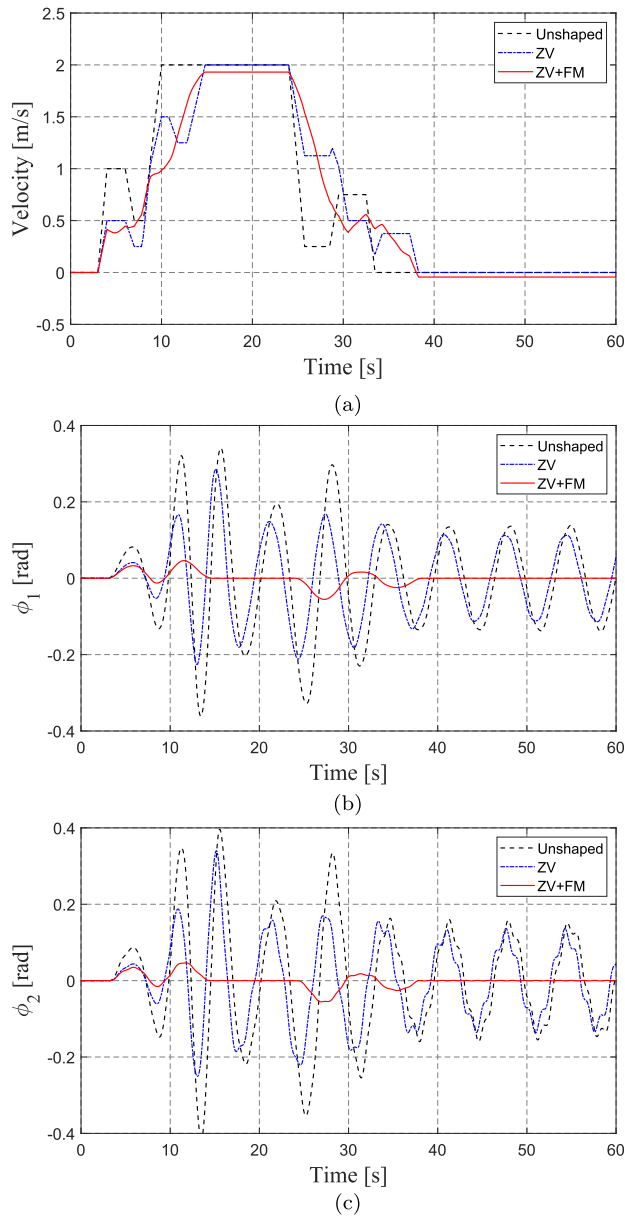 2.5
2
1.5
1
0.5
0
-0.5
Velocity [m/s]
Unshaped
ZV
ZV+FM
0 10 20 30 40 50 60
Time [s]
(a)
0.4
0.2
0
-0.2
-0.4
ϕ1 [rad]
Unshaped
ZV
ZV+FM
0 10 20 30 40 50 60
Time [s]
(b)
0.4
0.2
0
-0.2
-0.4
ϕ2 [rad]
Unshaped
ZV
ZV+FM
0 10 20 30 40 50 60
Time [s]
(c)